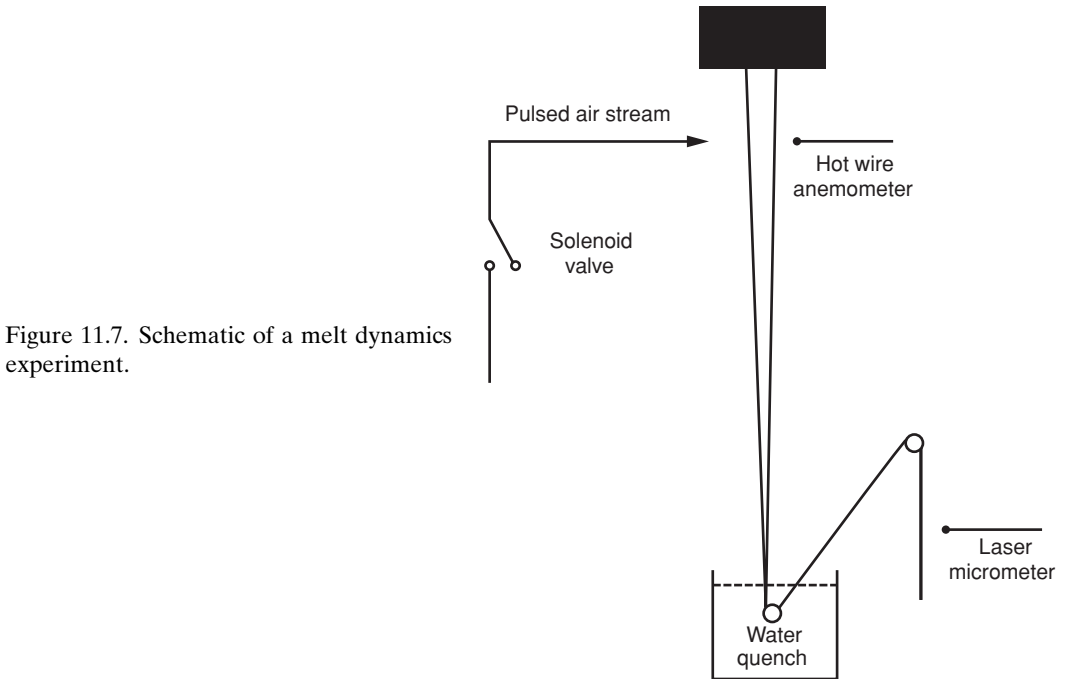 Pulsed air stream
Hot wire
anemometer
Solenoid
valve
Figure 11.7. Schematic of a melt dynamics
experiment.
Laser
micrometer
Water
quench